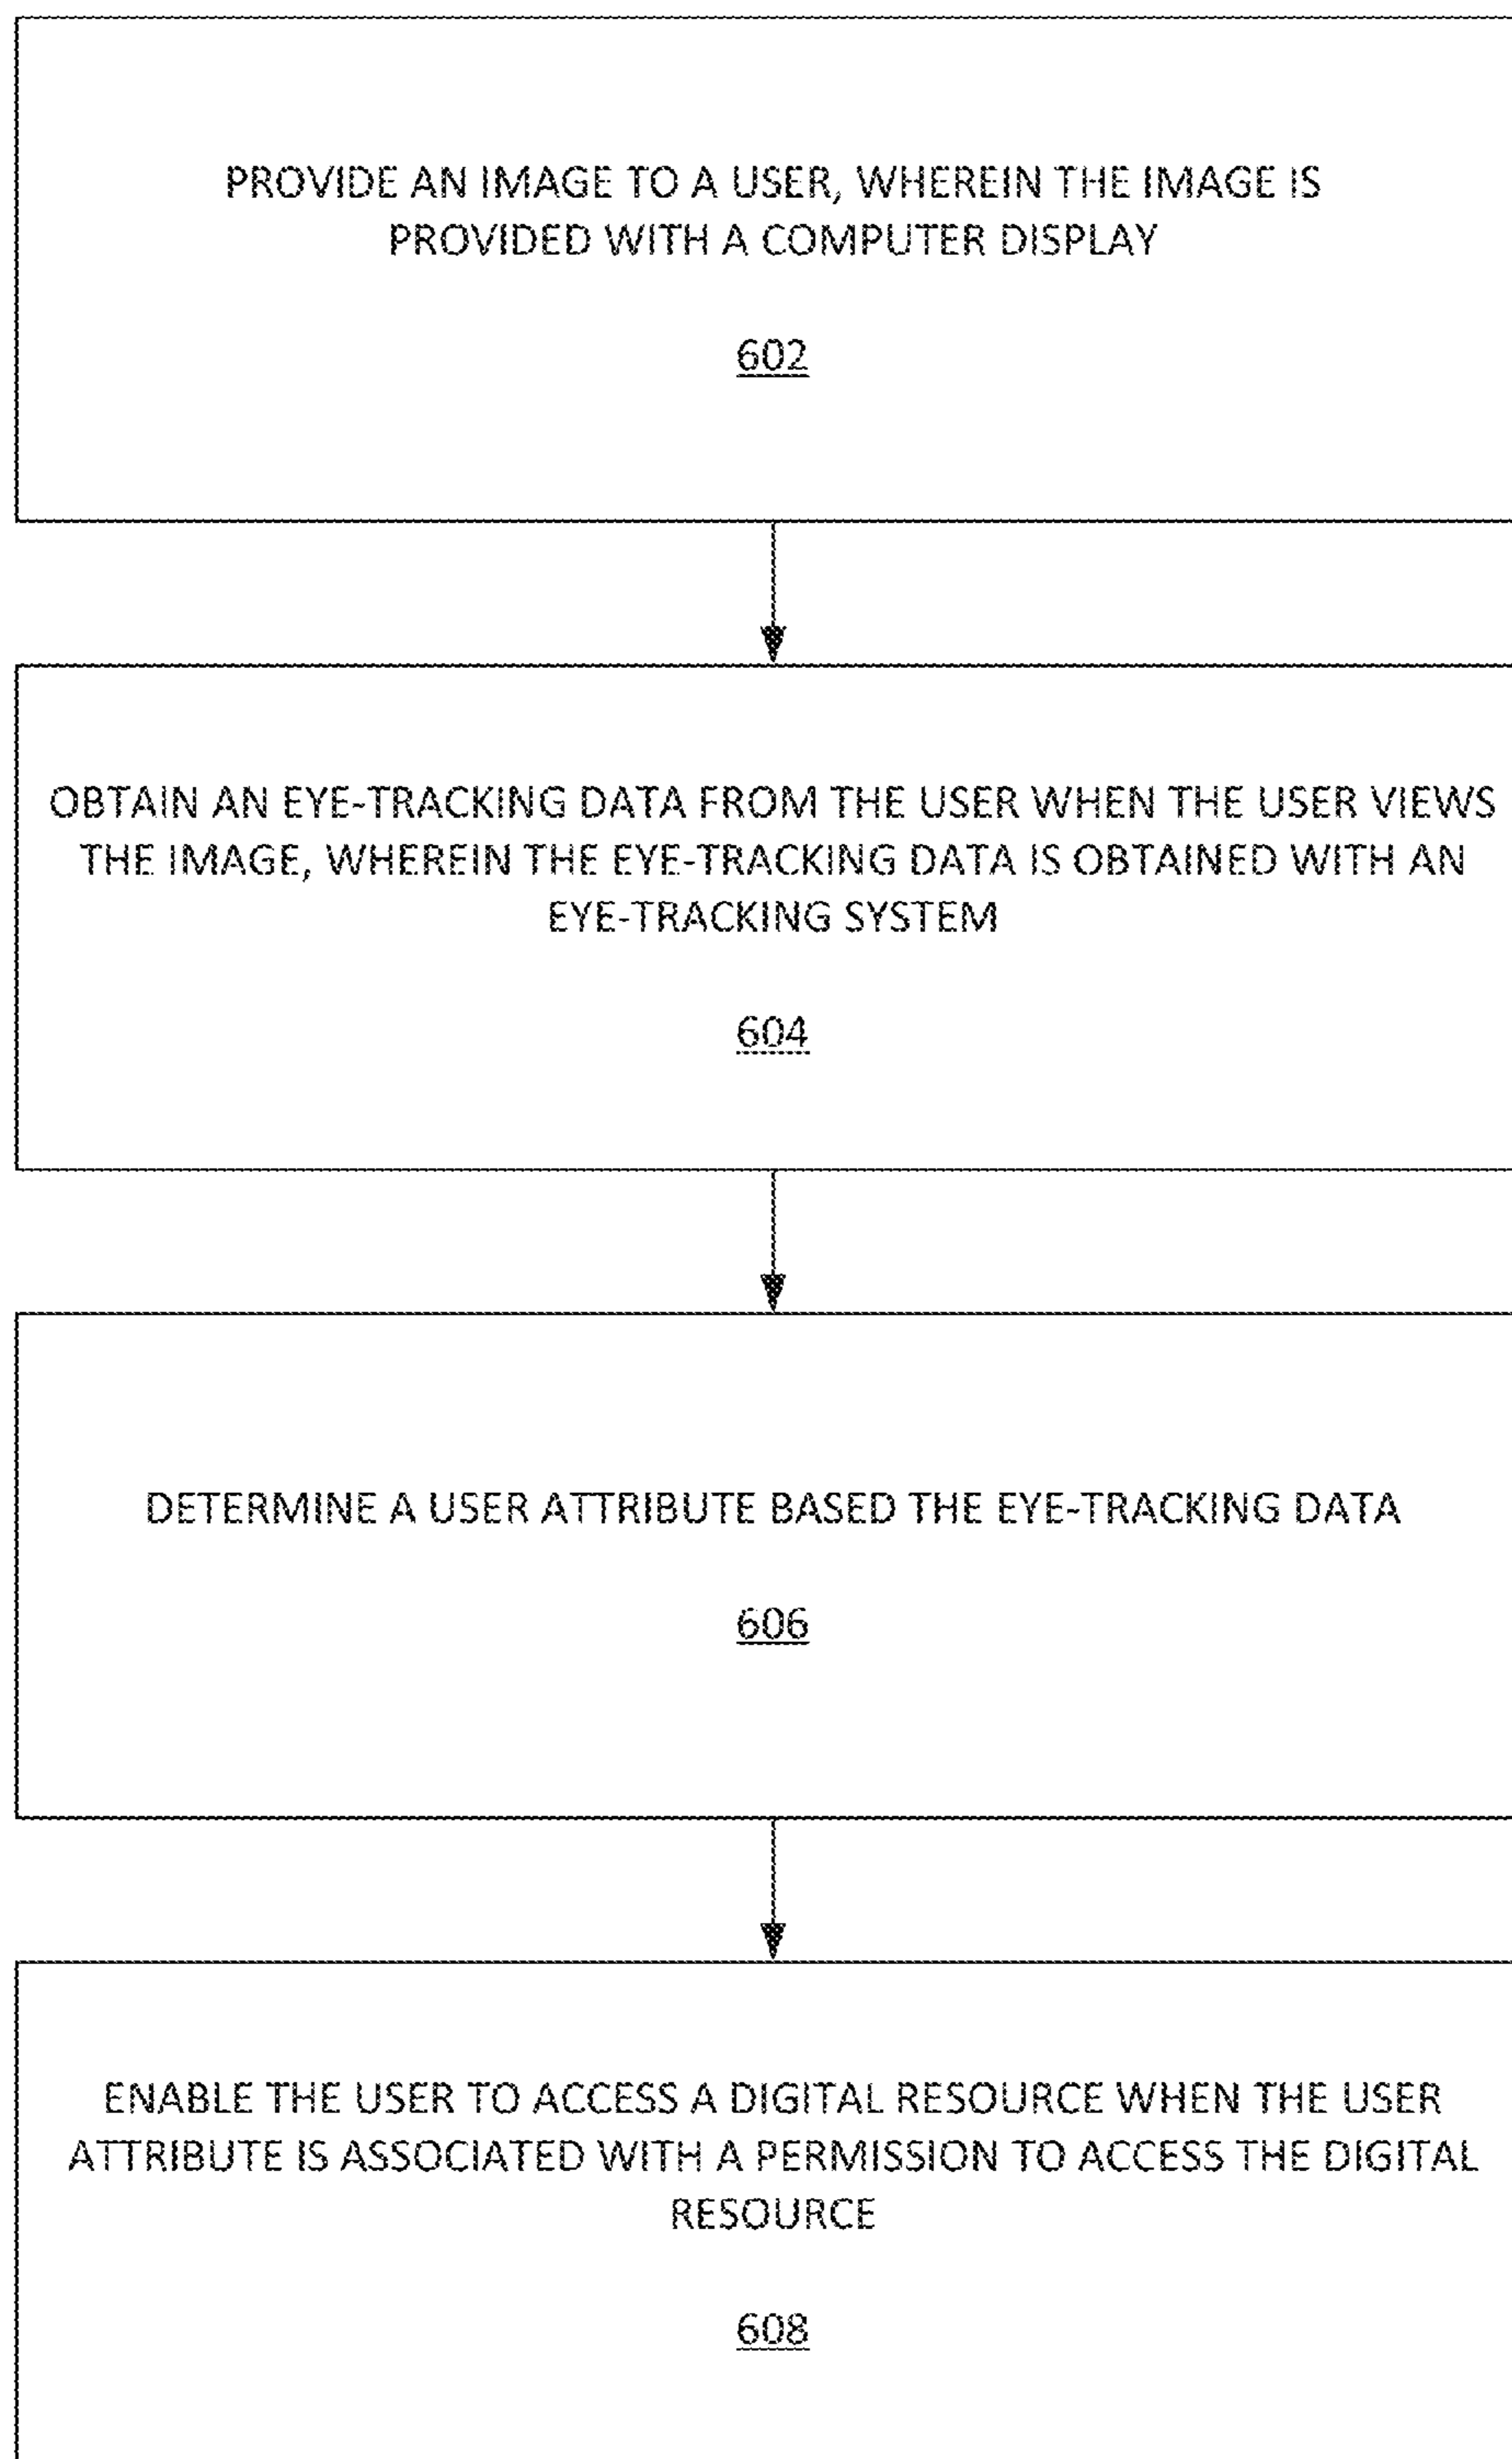 PROVIDE AN IMAGE TO A USER, WHEREIN THE IMAGE IS
PROVIDED WITH A COMPUTER DISPLAY
602
OBTAIN AN EYE-TRACKING DATA FROM THE USER WHEN THE USER VIEWS
THE IMAGE, WHEREIN THE EYE-TRACKING DATA IS OBTAINED WITH AN
EYE-TRACKING SYSTEM
604
DETERMINE A USER ATTRIBUTE BASED THE EYE-TRACKING DATA
606
ENABLE THE USER TO ACCESS A DIGITAL RESOURCE WHEN THE USER
ATTRIBUTE IS ASSOCIATED WITH A PERMISSION TO ACCESS THE DIGITAL
RESOURCE
608